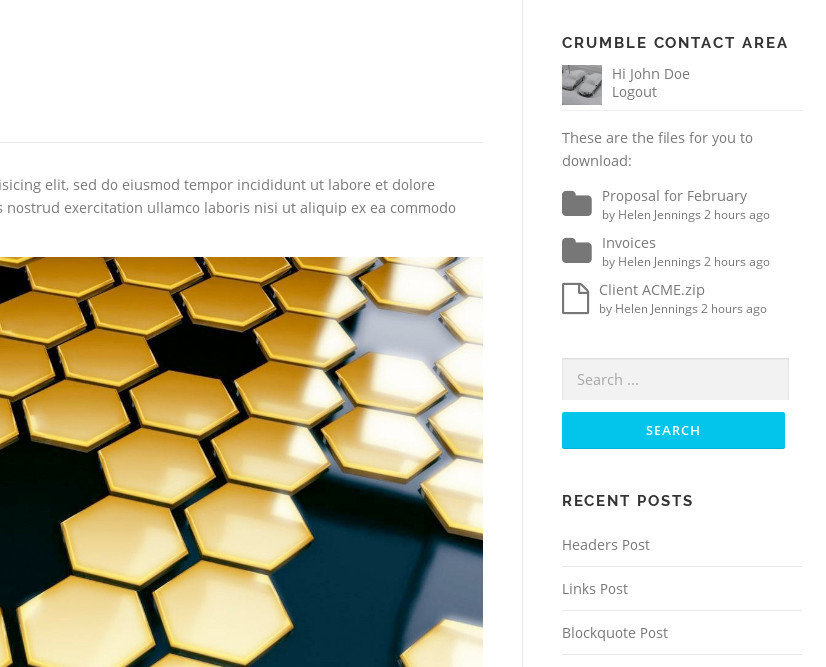 isicing elit, sed do eiusmod tempor incididunt ut labore et dolore
s nostrud exercitation ullamco laboris nisi ut aliquip ex ea commodo
CRUMBLE CONTACT AREA
Hi John Doe
Logout
These are the files for you to
download:
Proposal for February
by Helen Jennings 2 hours ago
Invoices
by Helen Jennings 2 hours ago
Client ACME.zip
by Helen Jennings 2 hours ago
Search ...
SEARCH
RECENT POSTS
Headers Post
Links Post
Blockquote Post